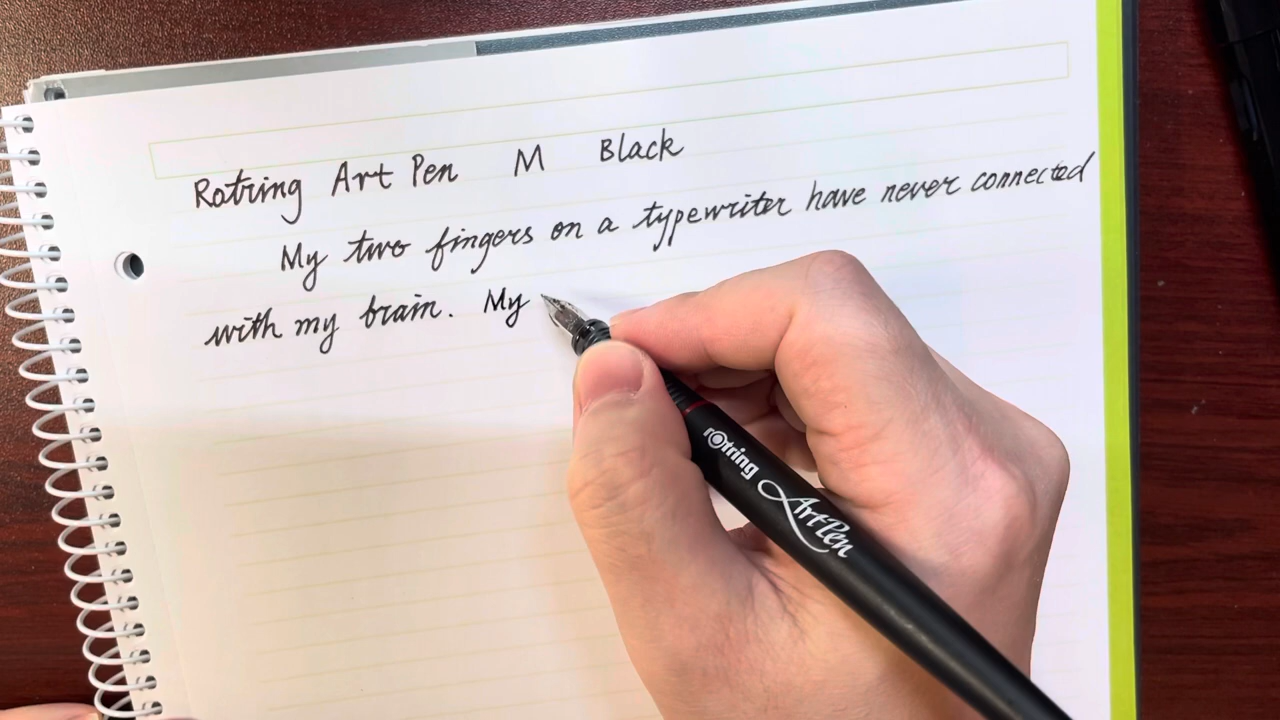 Rotring Art Pen M Black
My two fingers on a typewriter have never connected
with my brain. My
rotring ArtPen